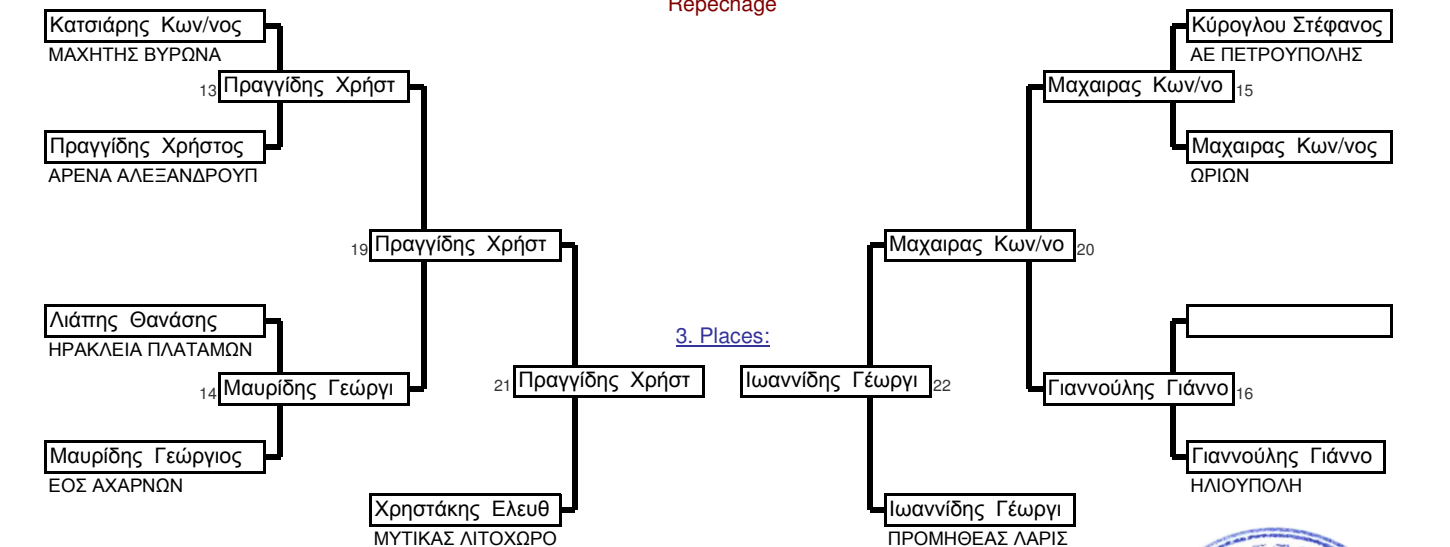 Repechage
Κατσιάρης Κων/νος
ΜΑΧΗΤΗΣ ΒΥΡΩΝΑ
13 Πραγγίδης Χρήστ
Πραγγίδης Χρήστος
ΑΡΕΝΑ ΑΛΕΞΑΝΔΡΟΥΠ
19 Πραγγίδης Χρήστ
Λιάπης Θανάσης
ΗΡΑΚΛΕΙΑ ΠΛΑΤΑΜΩΝ
14 Μαυρίδης Γεώργι
Μαυρίδης Γεώργιος
ΕΟΣ ΑΧΑΡΝΩΝ
21 Πραγγίδης Χρήστ
Χρηστάκης Ελευθ
ΜΥΤΙΚΑΣ ΛΙΤΟΧΩΡΟ
3. Places:
Κύρογλου Στέφανος
ΑΕ ΠΕΤΡΟΥΠΟΛΗΣ
Μαχαιρας Κων/νο 15
Μαχαιρας Κων/νος
ΩΡΙΩΝ
Μαχαιρας Κων/νο 20
Γιαννούλης Γιάννο 16
Γιαννούλης Γιάννο
ΗΛΙΟΥΠΟΛΗ
Ιωαννίδης Γέωργι 22
Ιωαννίδης Γέωργι
ΠΡΟΜΗΘΕΑΣ ΛΑΡΙΣ